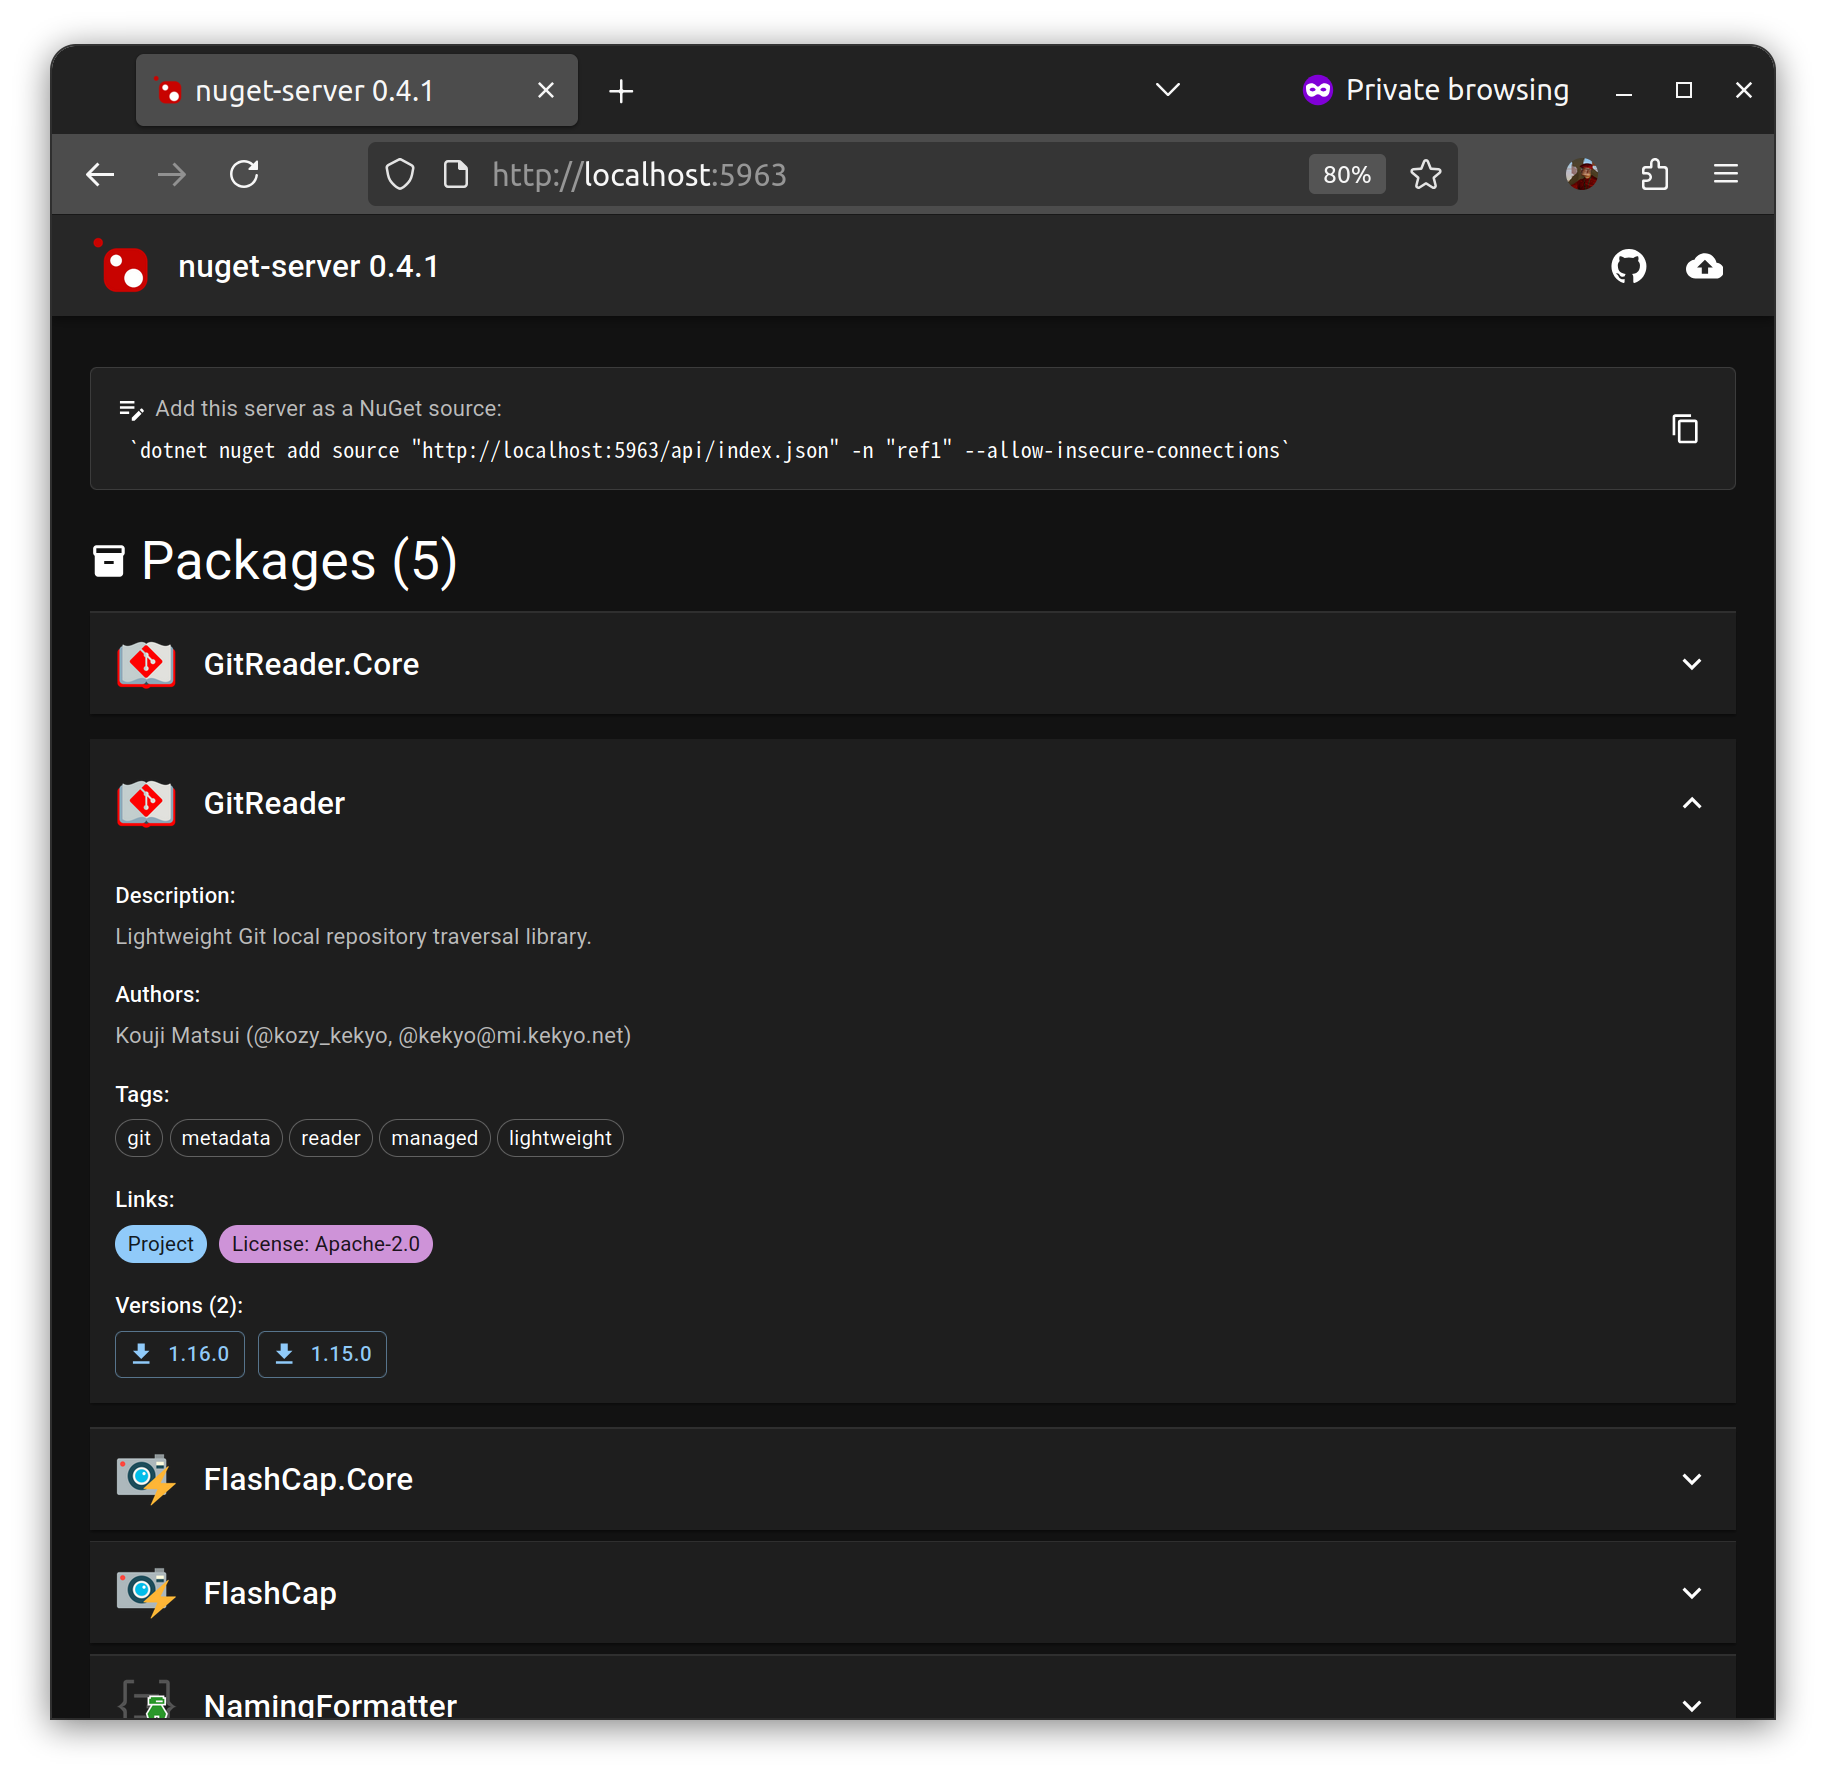 nuget-server 0.4.1
Private browsing
http://localhost:5963
80%
nuget-server 0.4.1
Add this server as a NuGet source:
`dotnet nuget add source "http://localhost:5963/api/index.json" -n "ref1" --allow-insecure-connections`
Packages (5)
GitReader.Core
GitReader
Description:
Lightweight Git local repository traversal library.
Authors:
Kouji Matsui (@kozy_kekyo, @kekyo@mi.kekyo.net)
Tags:
git metadata reader managed lightweight
Links:
Project License: Apache-2.0
Versions (2):
1.16.0 1.15.0
FlashCap.Core
FlashCap
NamingFormatter